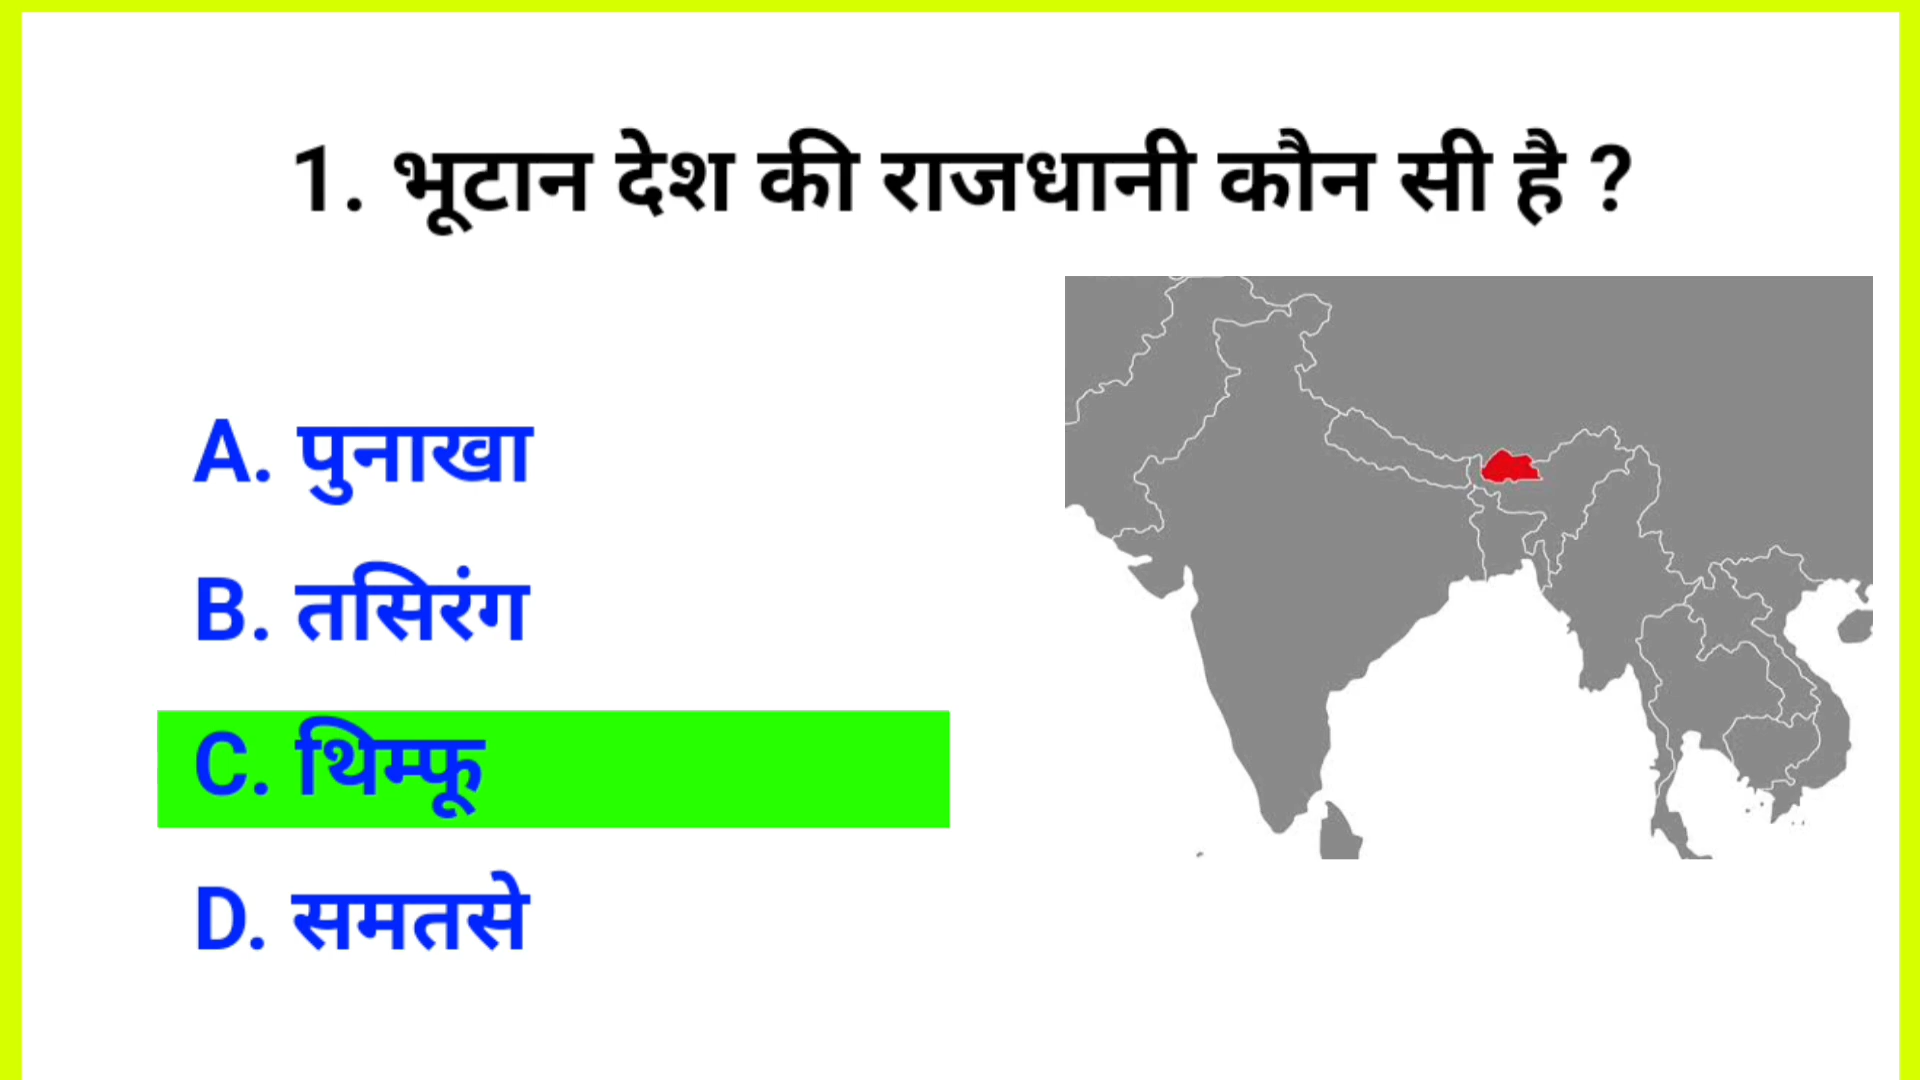 1. भूटान देश की राजधानी कौन सी है ?
A. पुनाखा
B. तसिरंग
C. थिम्फू
D. समतसे